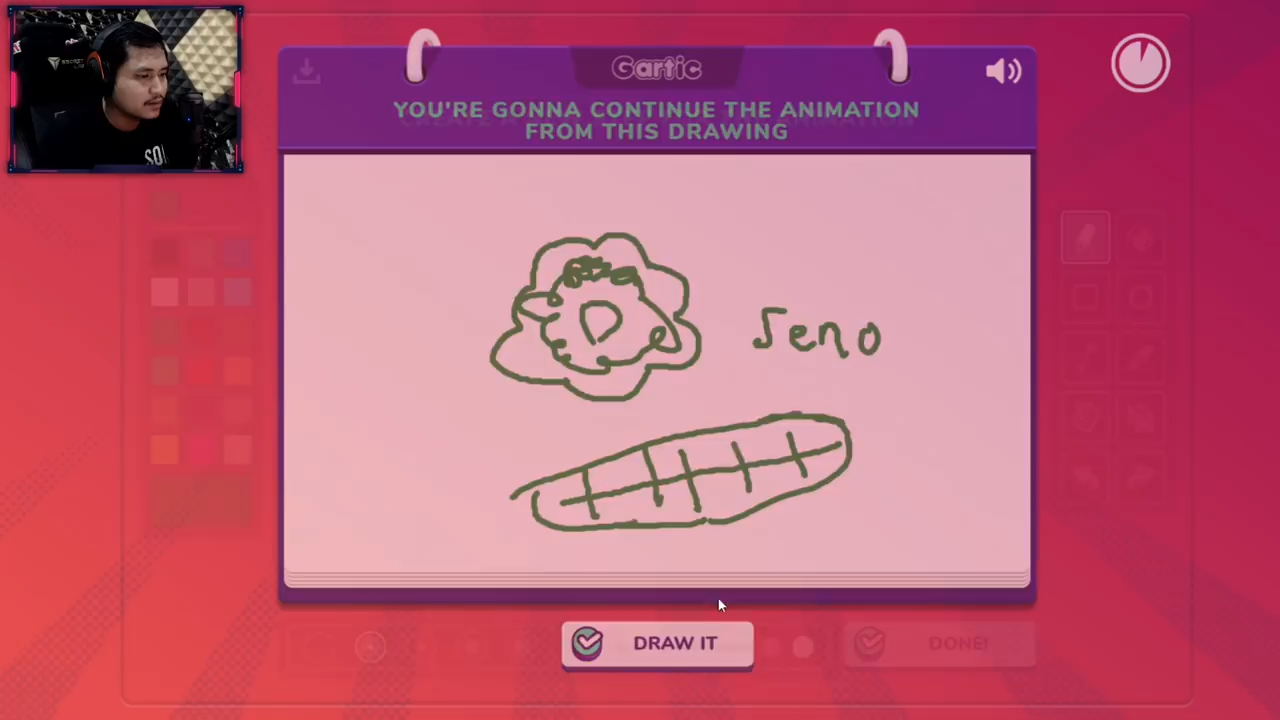 Gartic
YOU'RE GONNA CONTINUE THE ANIMATION
FROM THIS DRAWING
Seno
DRAW IT
DONE!